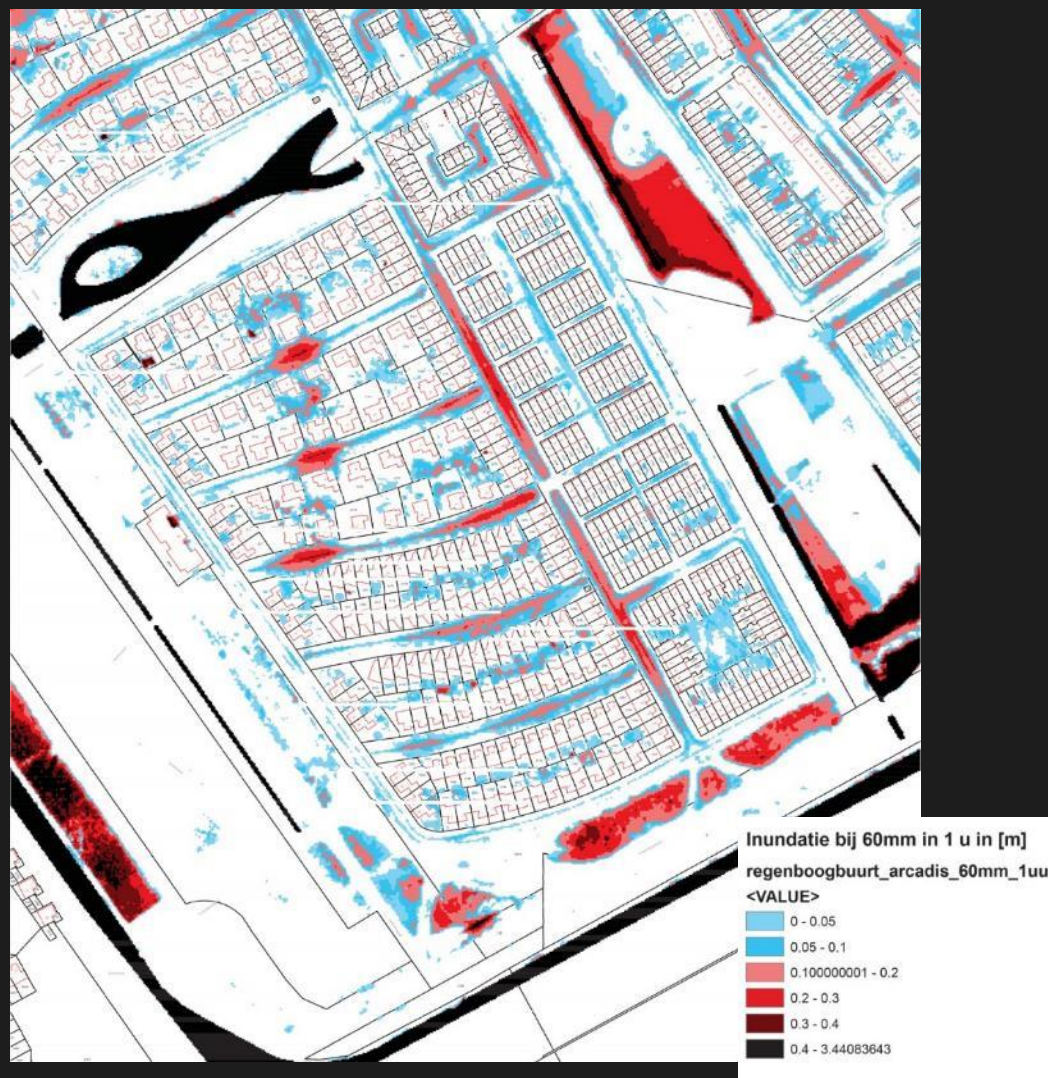 Inundatie bij 60mm in 1 u in [m]
regenboogbuurt_arcadis_60mm_1uu
<VALUE>
0 - 0.05
0.05 - 0.1
0.100000001 - 0.2
0.2 - 0.3
0.3 - 0.4
0.4 - 3.44083643